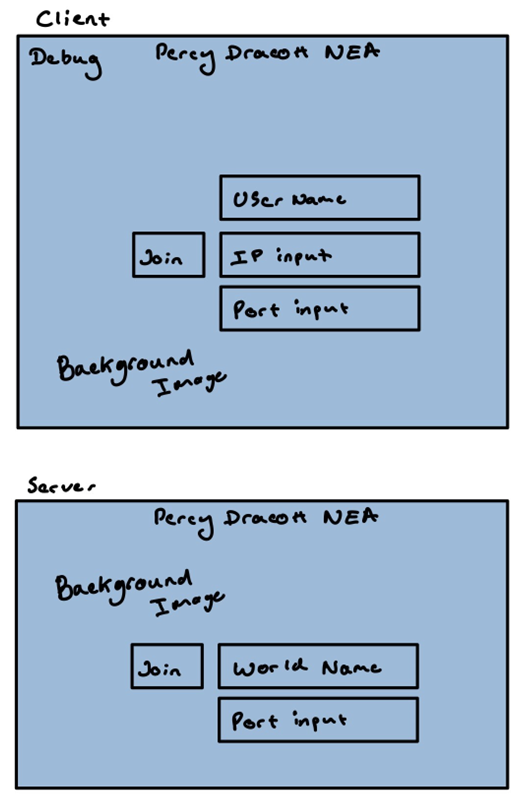 Client
Debug Percy Dracott NEA
User Name
Join IP input
Port input
Background
Image
Server
Percy Dracott NEA
Background
Image
Join World Name
Port input